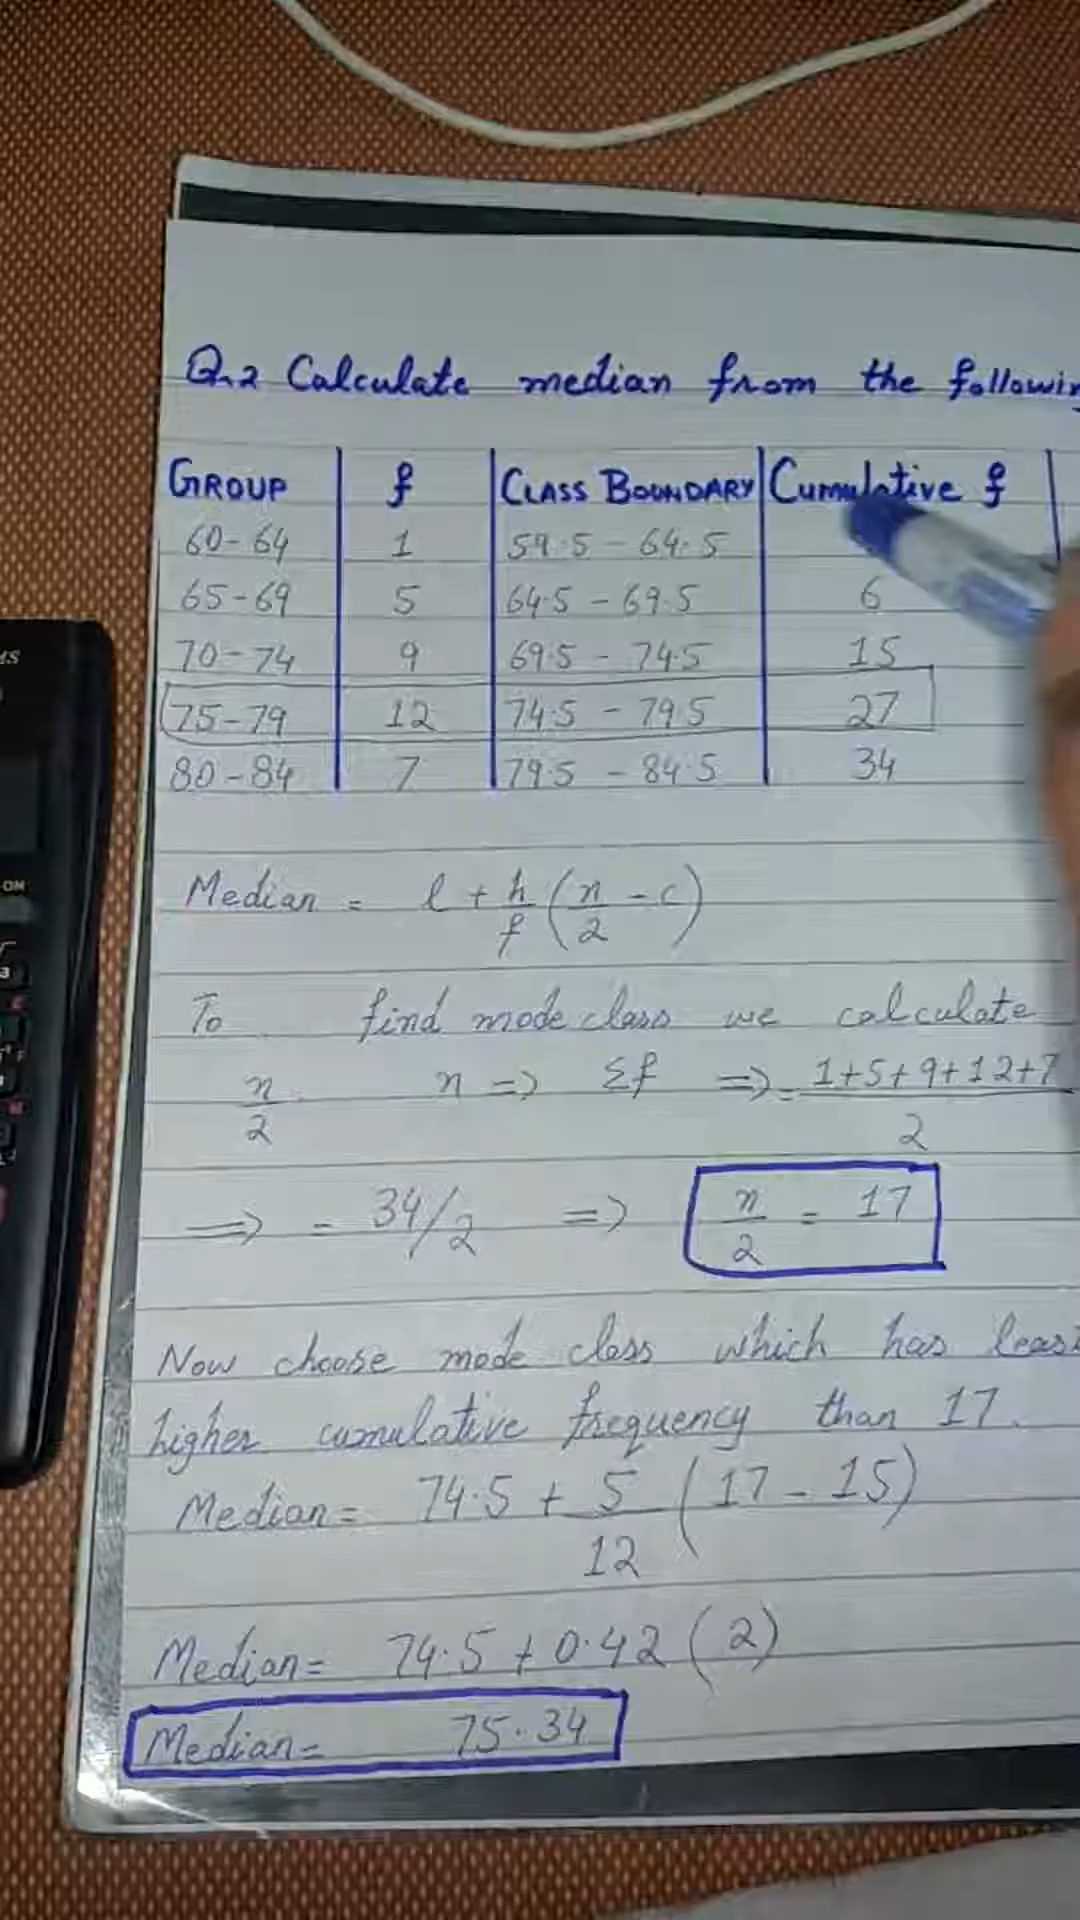 Q.2 Calculate median from the
GROUP f CLASS BOUNDARY Cumulative f
60-64 1 59.5 - 64.5
65-69 5 64.5 - 69.5 6
70-74 9 69.5 - 74.5 15
75-79 12 74.5 - 79.5 27
80-84 7 79.5 - 84.5 34
Median = l + h/f (n/2 - c)
To find mode class we calculate
n/2 n => Σf => = 1+5+9+12+7 / 2
=> = 34/2 => n/2 = 17
Now choose mode class which has
higher cumulative frequency than 17.
Median = 74.5 + 5/12 (17 - 15)
Median = 74.5 + 0.42 (2)
Median = 75.34
ON